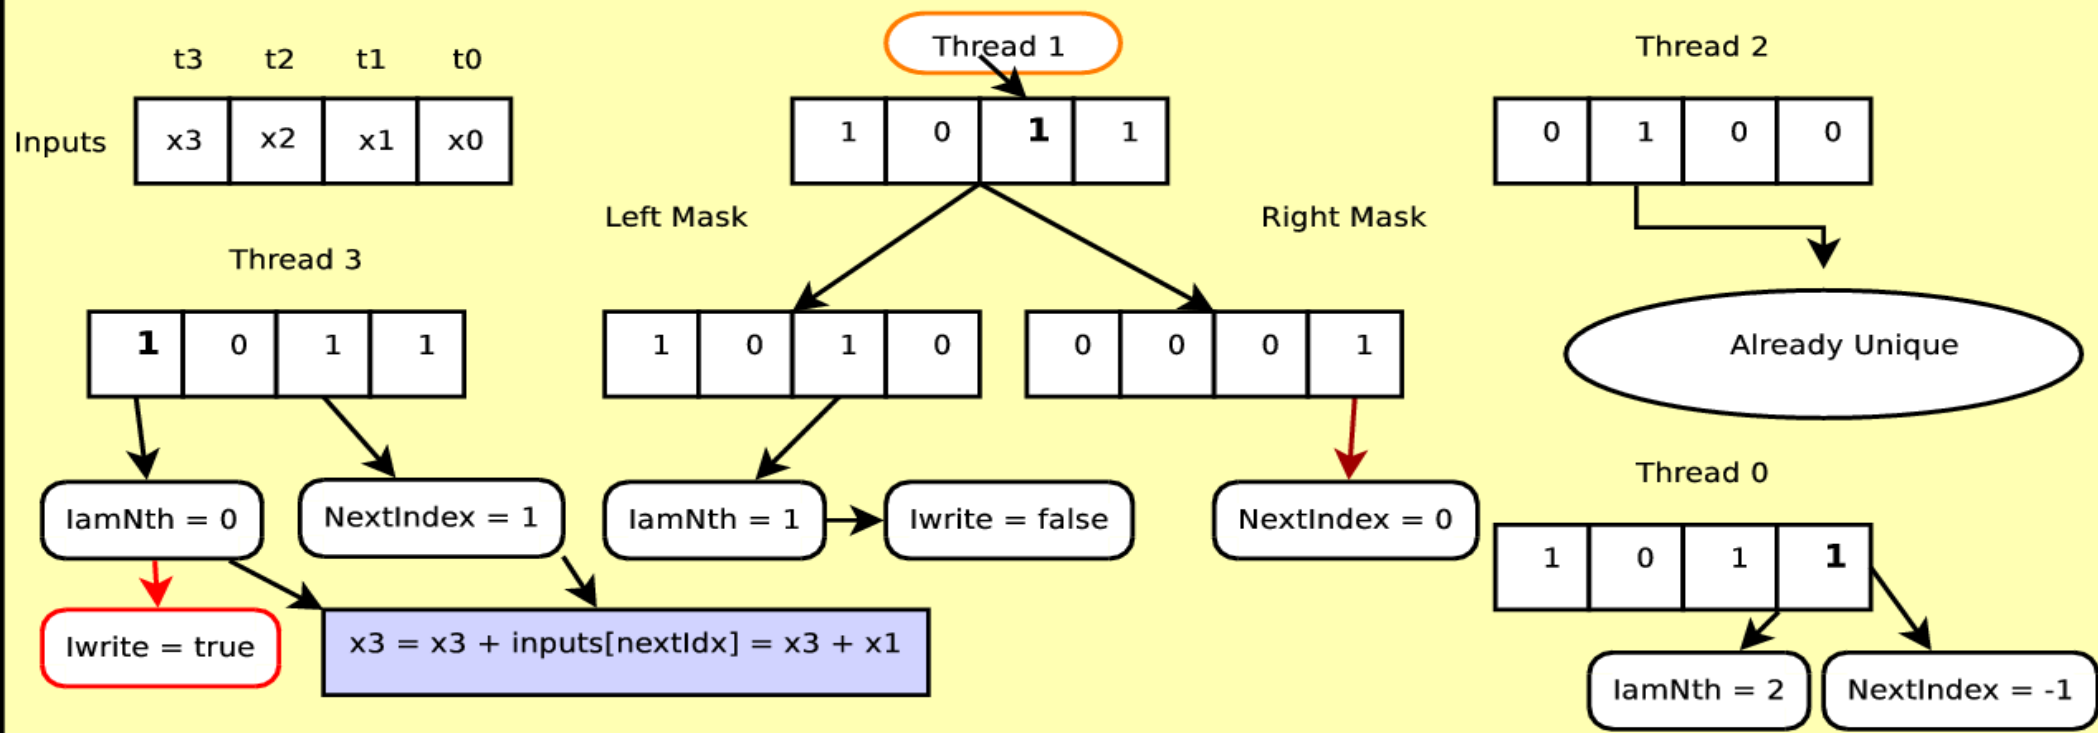 t3 t2 t1 t0
Inputs x3 x2 x1 x0
Thread 3
1 0 1 1
IamNth = 0
NextIndex = 1
Iwrite = true
x3 = x3 + inputs[nextIdx] = x3 + x1
Thread 1
1 0 1 1
Left Mask
Right Mask
1 0 1 0
0 0 0 1
IamNth = 1
Iwrite = false
NextIndex = 0
Thread 2
0 1 0 0
Already Unique
Thread 0
1 0 1 1
IamNth = 2
NextIndex = -1